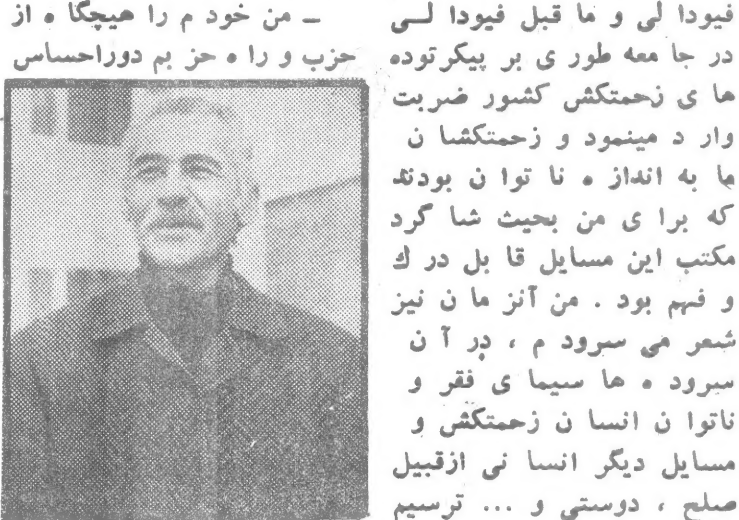 فیودا لی و ما قبل فیودا لـــی
در جا معه طور ی بر پیکرتوده
ها ی زحمتکش کشور ضربت
وار د مینمود و زحمتکشا ن
ما به انداز ه نا توا ن بودند
که برا ی من بحیث شا گرد
مکتب این مسایل قا بل در ك
و فهم بود . من آنز ما ن نیز
شعر می سرود م ، در آ ن
سرود ه ها سیما ی فقر و
ناتوا ن انسا ن زحمتکش و
مسایل دیگر انسا نی ازقبیل
صلح ، دوستی و ... ترسیم
ــ من خود م را هیچگا ه از
حزب و را ه حز بم دوراحساس